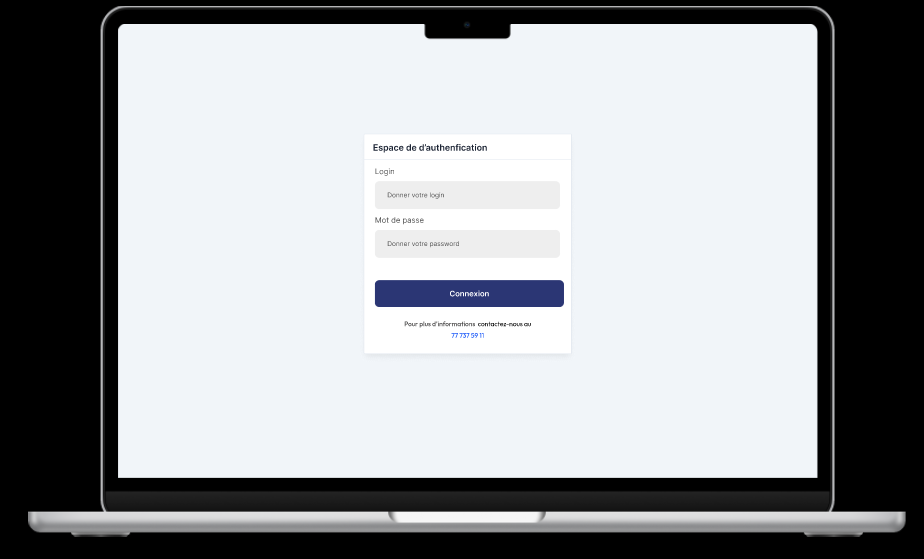 Espace de d'authenfication
Login
Donner votre login
Mot de passe
Donner votre password
Connexion
Pour plus d'informations contactez-nous au
77 737 59 11